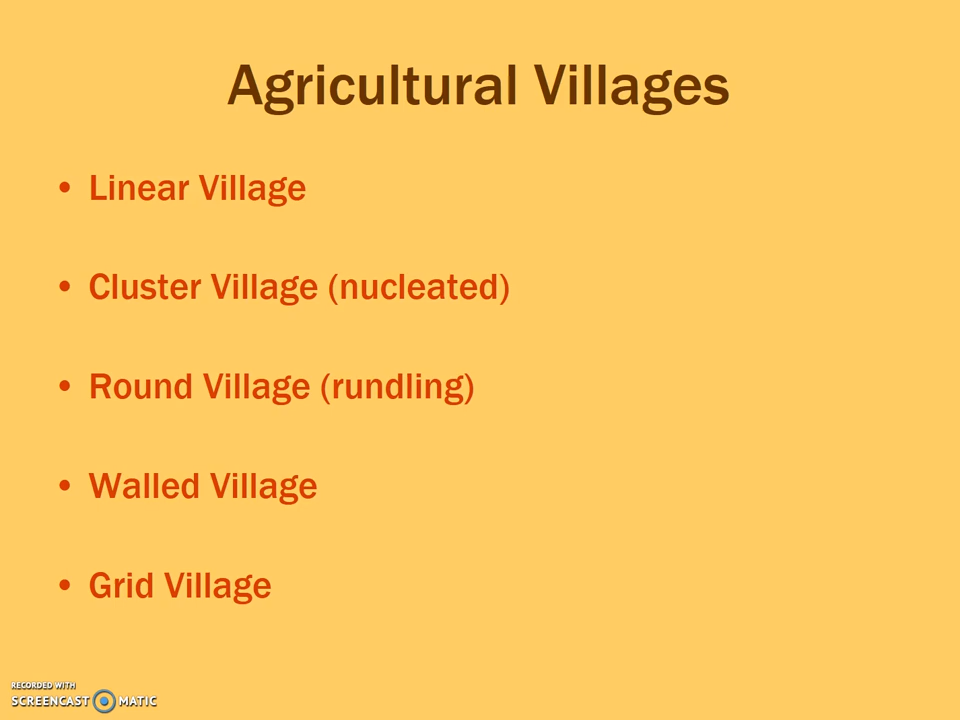 Agricultural Villages
• Linear Village
• Cluster Village (nucleated)
• Round Village (rundling)
• Walled Village
• Grid Village
RECORDED WITH
SCREENCAST MATIC